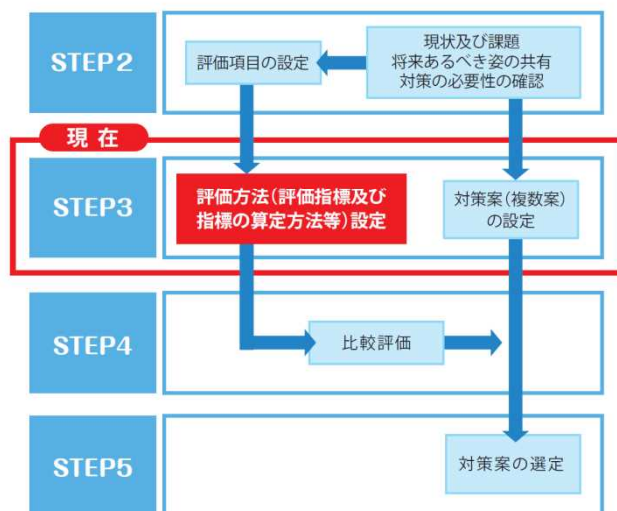 STEP2
評価項目の設定
現状及び課題
将来あるべき姿の共有
対策の必要性の確認
現在
STEP3
評価方法(評価指標及び
指標の算定方法等)設定
対策案(複数案)
の設定
STEP4
比較評価
STEP5
対策案の選定